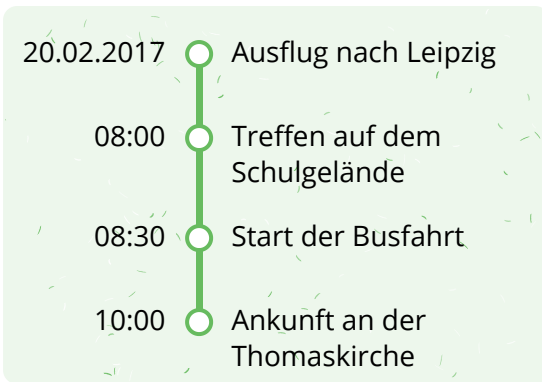 20.02.2017 Ausflug nach Leipzig
08:00 Treffen auf dem
Schulgelände
08:30 Start der Busfahrt
10:00 Ankunft an der
Thomaskirche